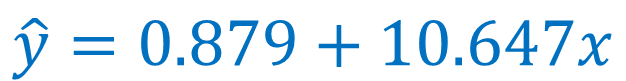 ŷ = 0.879 + 10.647x